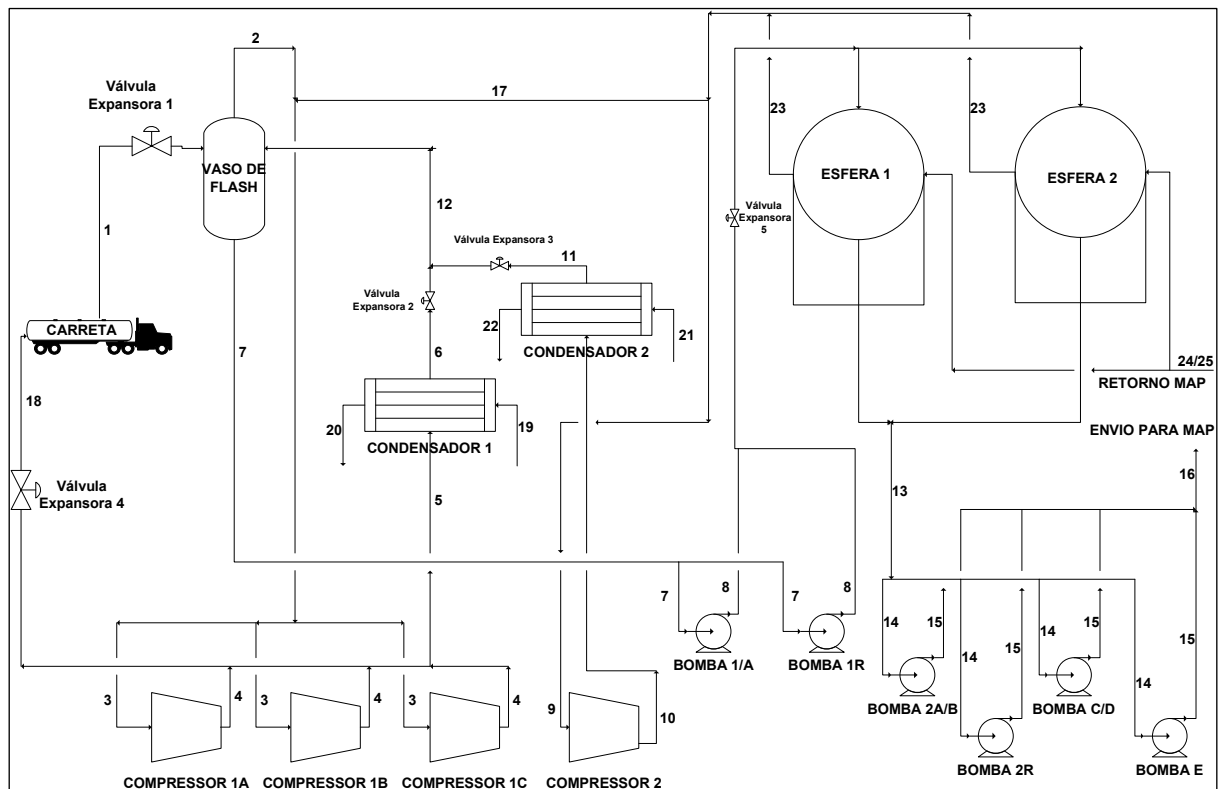 2
Válvula
Expansora 1
17
23
23
VASO DE
FLASH
ESFERA 1
ESFERA 2
1
12
Válvula
Expansora
5
Válvula Expansora 3
11
Válvula
Expansora 2
CARRETA
7
6
22
21
CONDENSADOR 2
24/25
RETORNO MAP
18
20
19
CONDENSADOR 1
ENVIO PARA MAP
16
Válvula
Expansora 4
5
13
7
8
7
8
14
15
14
15
14
15
14
15
BOMBA 1/A
BOMBA 1R
BOMBA 2A/B
BOMBA C/D
3
4
3
4
3
4
9
10
BOMBA 2R
BOMBA E
COMPRESSOR 1A
COMPRESSOR 1B
COMPRESSOR 1C
COMPRESSOR 2